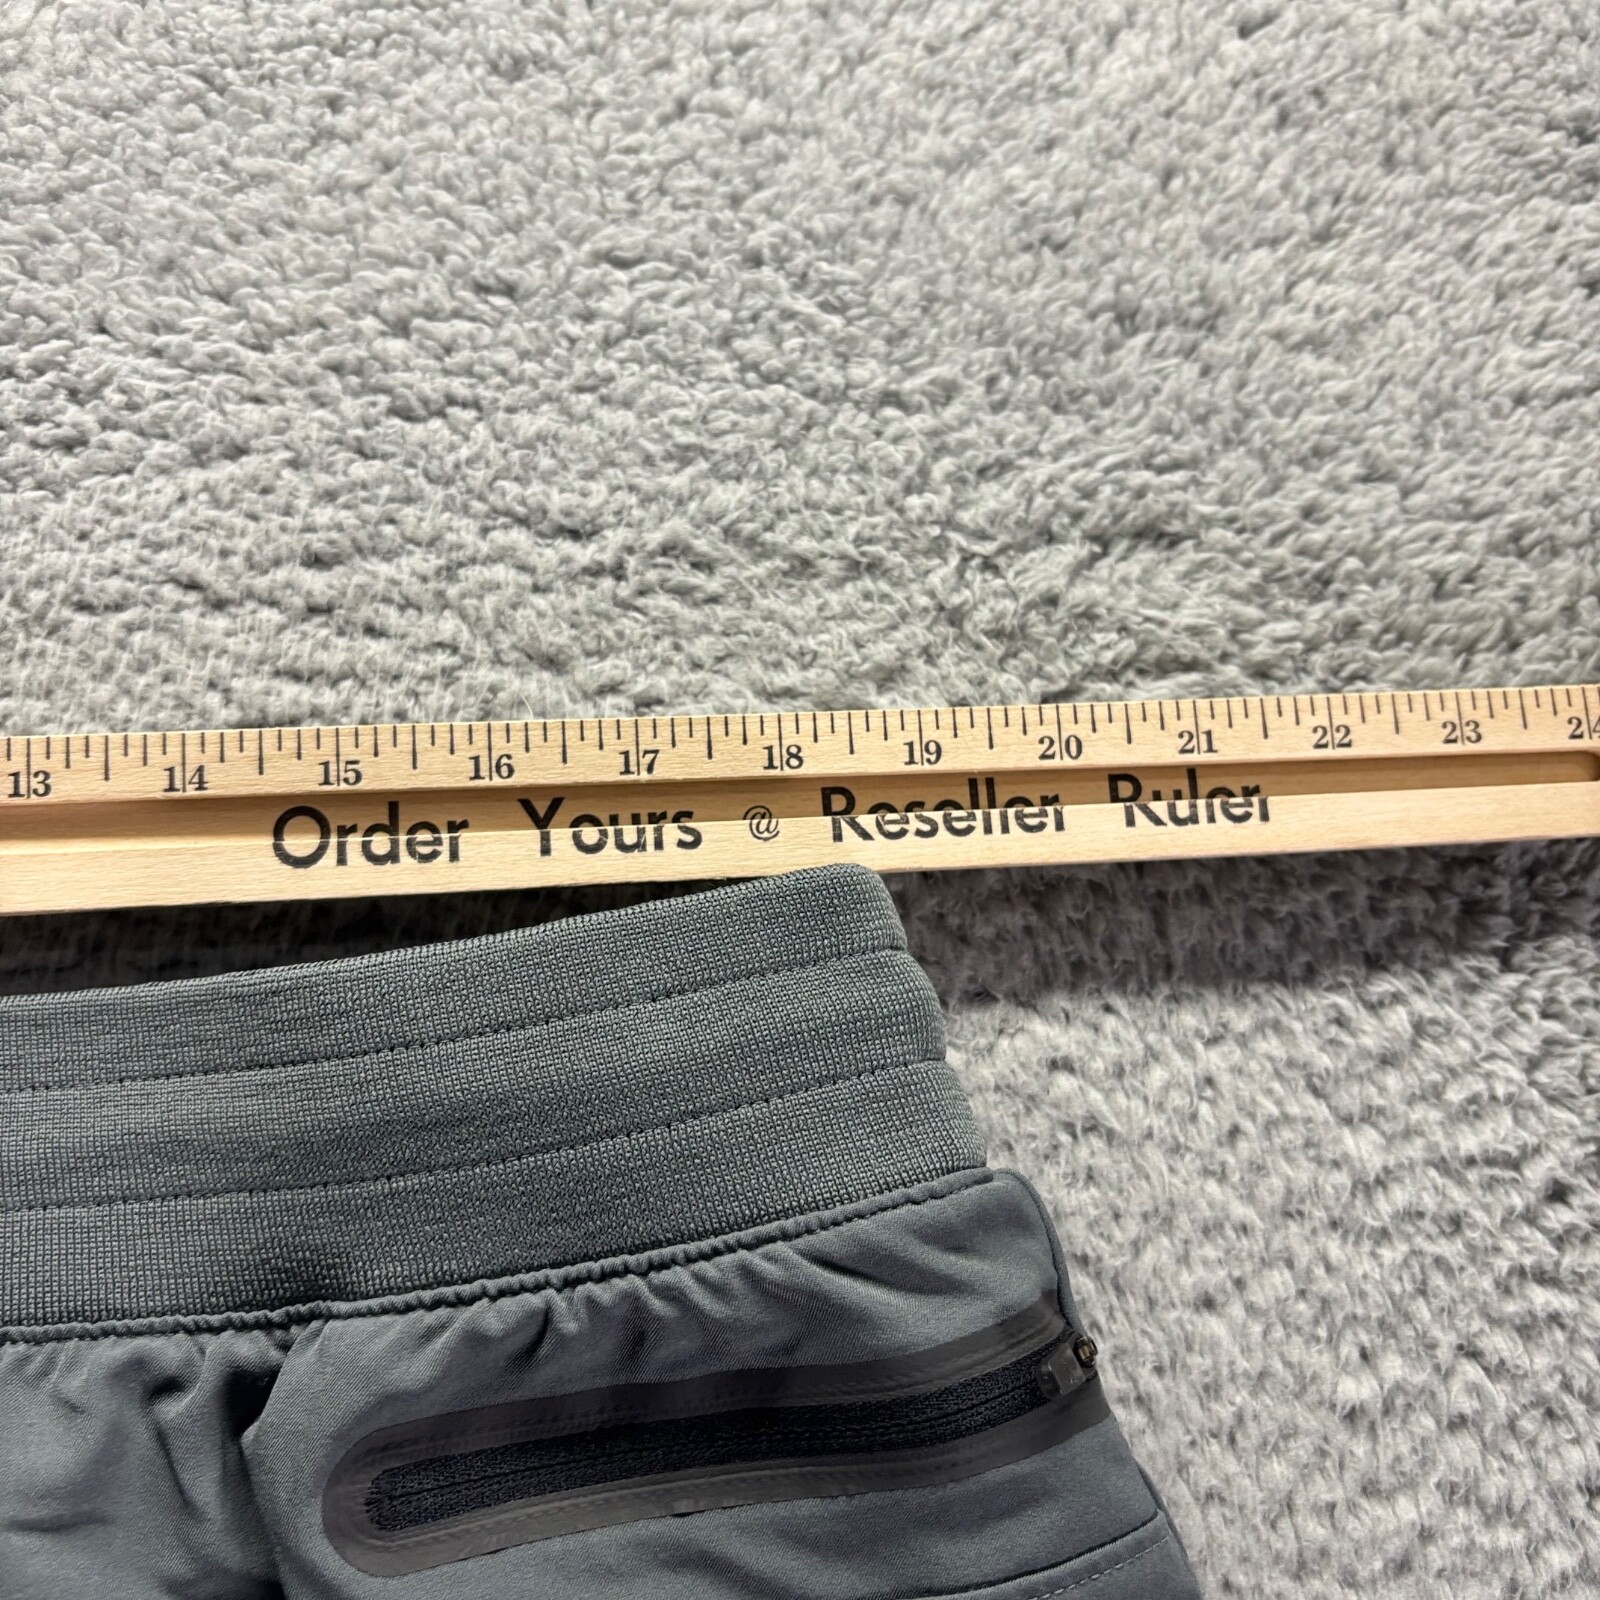 13 14 15 16 17 18 19 20 21 22 23 24
Order Yours @ Reseller Ruler